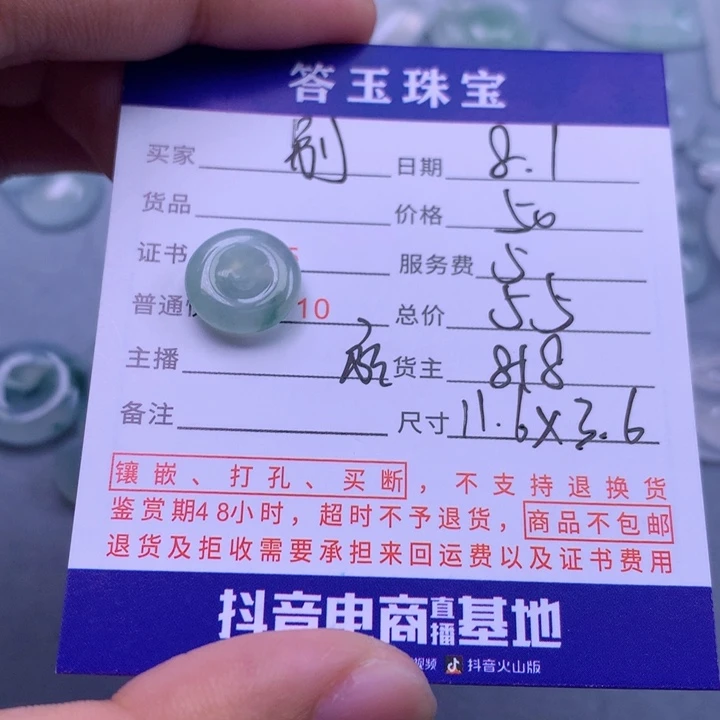 答玉珠宝
买家 别 日期 8.1
货品 价格 50
证书 5 服务费 5
普通 10 总价 55
主播 货主 818
备注 尺寸 11.6X3.6
镶嵌、打孔、买断，不支持退换货
鉴赏期48小时，超时不予退货，商品不包邮
退货及拒收需要承担来回运费以及证书费用
抖音电商直播基地
视频 抖音火山版